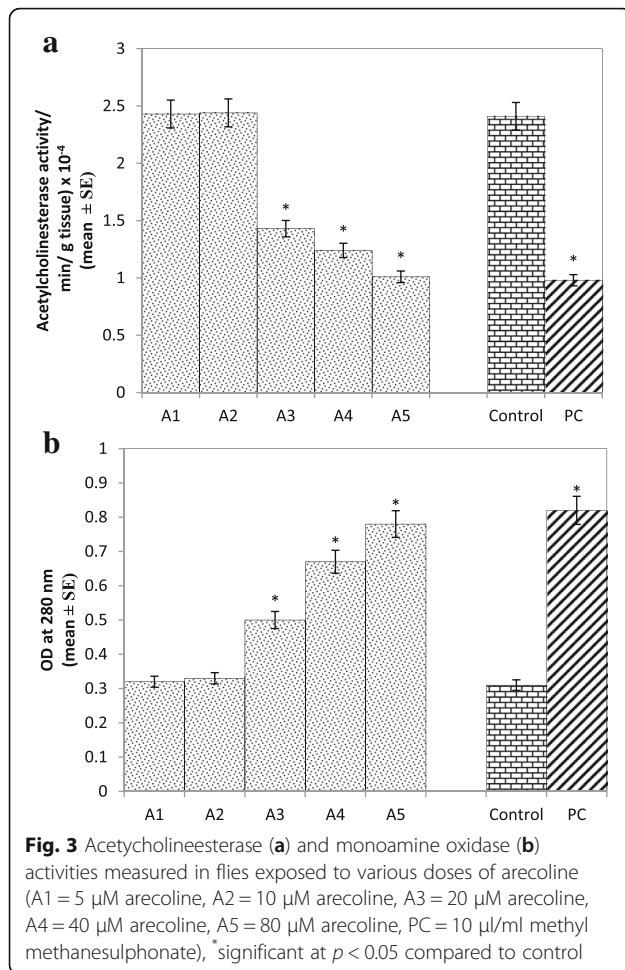 a
Acetylcholinesterase activity/
min/ g tissue) x 10-4
(mean ± SE)
3
2.5
2
1.5
1
0.5
0
* * * *
A1 A2 A3 A4 A5 Control PC
b
OD at 280 nm
(mean ± SE)
1
0.9
0.8
0.7
0.6
0.5
0.4
0.3
0.2
0.1
0
* * * *
A1 A2 A3 A4 A5 Control PC
Fig. 3 Acetycholineesterase (a) and monoamine oxidase (b)
activities measured in flies exposed to various doses of arecoline
(A1 = 5 μM arecoline, A2 = 10 μM arecoline, A3 = 20 μM arecoline,
A4 = 40 μM arecoline, A5 = 80 μM arecoline, PC = 10 μl/ml methyl
methanesulphonate), *significant at p < 0.05 compared to control